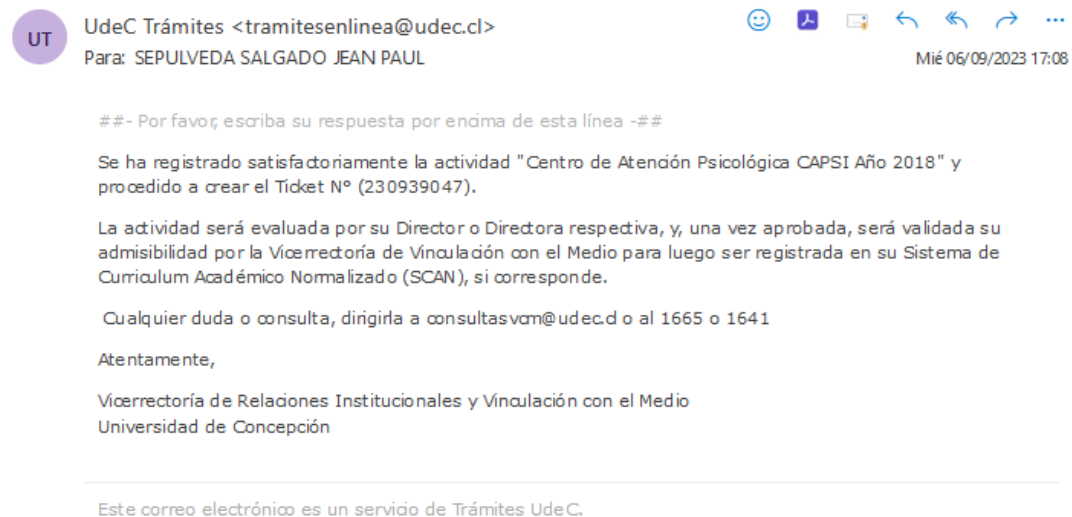 UT
UdeC Trámites <tramitesenlinea@udec.cl>
Para: SEPULVEDA SALGADO JEAN PAUL
Mié 06/09/2023 17:08
##- Por favor, escriba su respuesta por encima de esta línea -##
Se ha registrado satisfactoriamente la actividad "Centro de Atención Psicológica CAPSI Año 2018" y
procedido a crear el Ticket N° (230939047).
La actividad será evaluada por su Director o Directora respectiva, y, una vez aprobada, será validada su
admisibilidad por la Vicerrectoría de Vinculación con el Medio para luego ser registrada en su Sistema de
Curriculum Académico Normalizado (SCAN), si corresponde.
Cualquier duda o consulta, dirigirla a consultasvcm@udec.cl o al 1665 o 1641
Atentamente,
Vicerrectoría de Relaciones Institucionales y Vinculación con el Medio
Universidad de Concepción
Este correo electrónico es un servicio de Trámites UdeC.